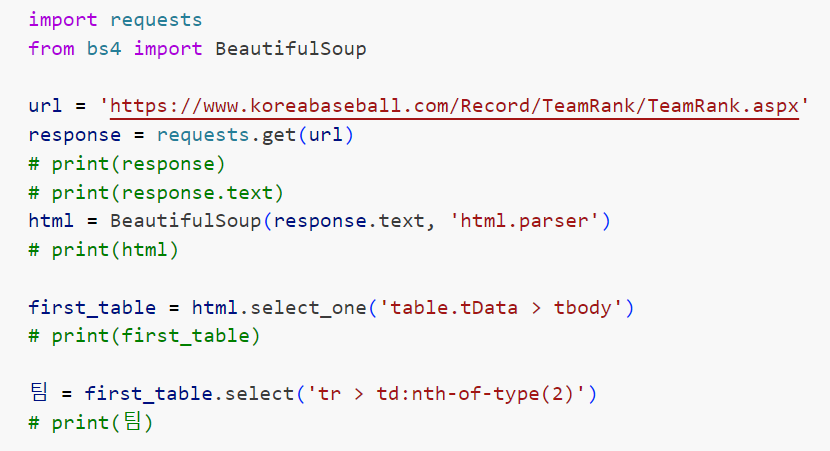 import requests
from bs4 import BeautifulSoup
url = 'https://www.koreabaseball.com/Record/TeamRank/TeamRank.aspx'
response = requests.get(url)
# print(response)
# print(response.text)
html = BeautifulSoup(response.text, 'html.parser')
# print(html)
first_table = html.select_one('table.tData > tbody')
# print(first_table)
팀 = first_table.select('tr > td:nth-of-type(2)')
# print(팀)